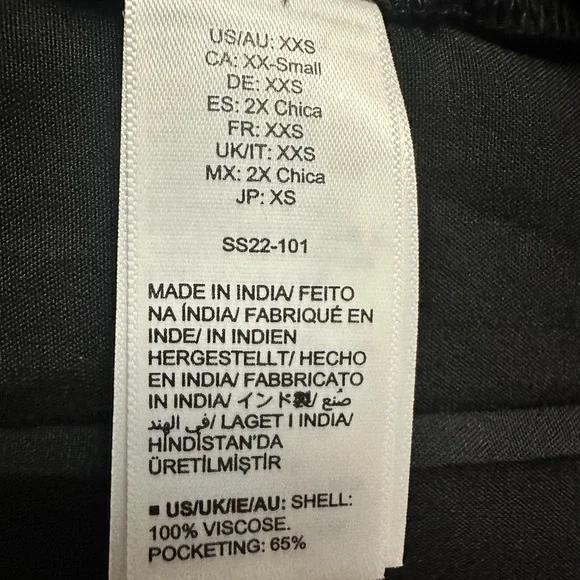 US/AU: XXS
CA: XX-Small
DE: XXS
ES: 2X Chica
FR: XXS
UK/IT: XXS
MX: 2X Chica
JP: XS
SS22-101
MADE IN INDIA/ FEITO
NA ÍNDIA/ FABRIQUÉ EN
INDE/ IN INDIEN
HERGESTELLT/ HECHO
EN INDIA/ FABBRICATO
IN INDIA/ インド製/ صُنع
في الهند/ LAGET I INDIA/
HİNDİSTAN'DA
ÜRETİLMİŞTİR
■ US/UK/IE/AU: SHELL:
100% VISCOSE.
POCKETING: 65%